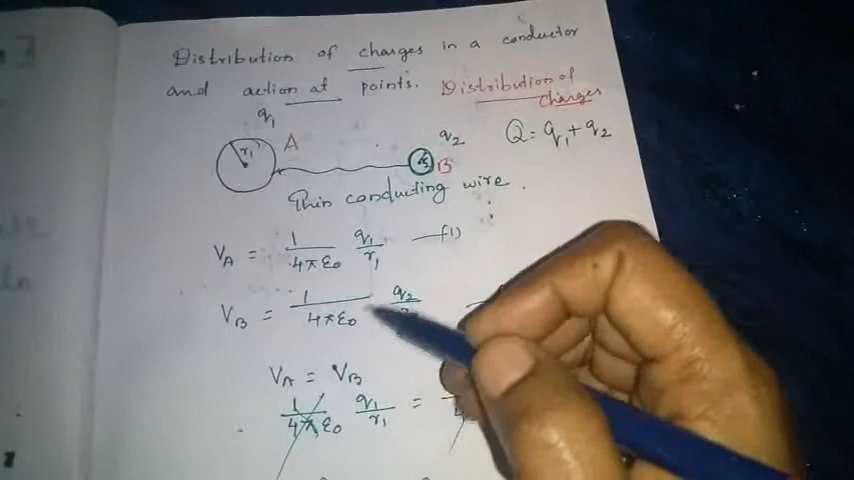 Distribution of charges in a conductor
and action at points. Distribution of
Charges
q1
A
r1
q2
B
Q = q1 + q2
Thin conducting wire.
VA = 1/4πε0 q1/r1 —(1)
VB = 1/4πε0 q2
VA = VB
1/4πε0 q1/r1 =